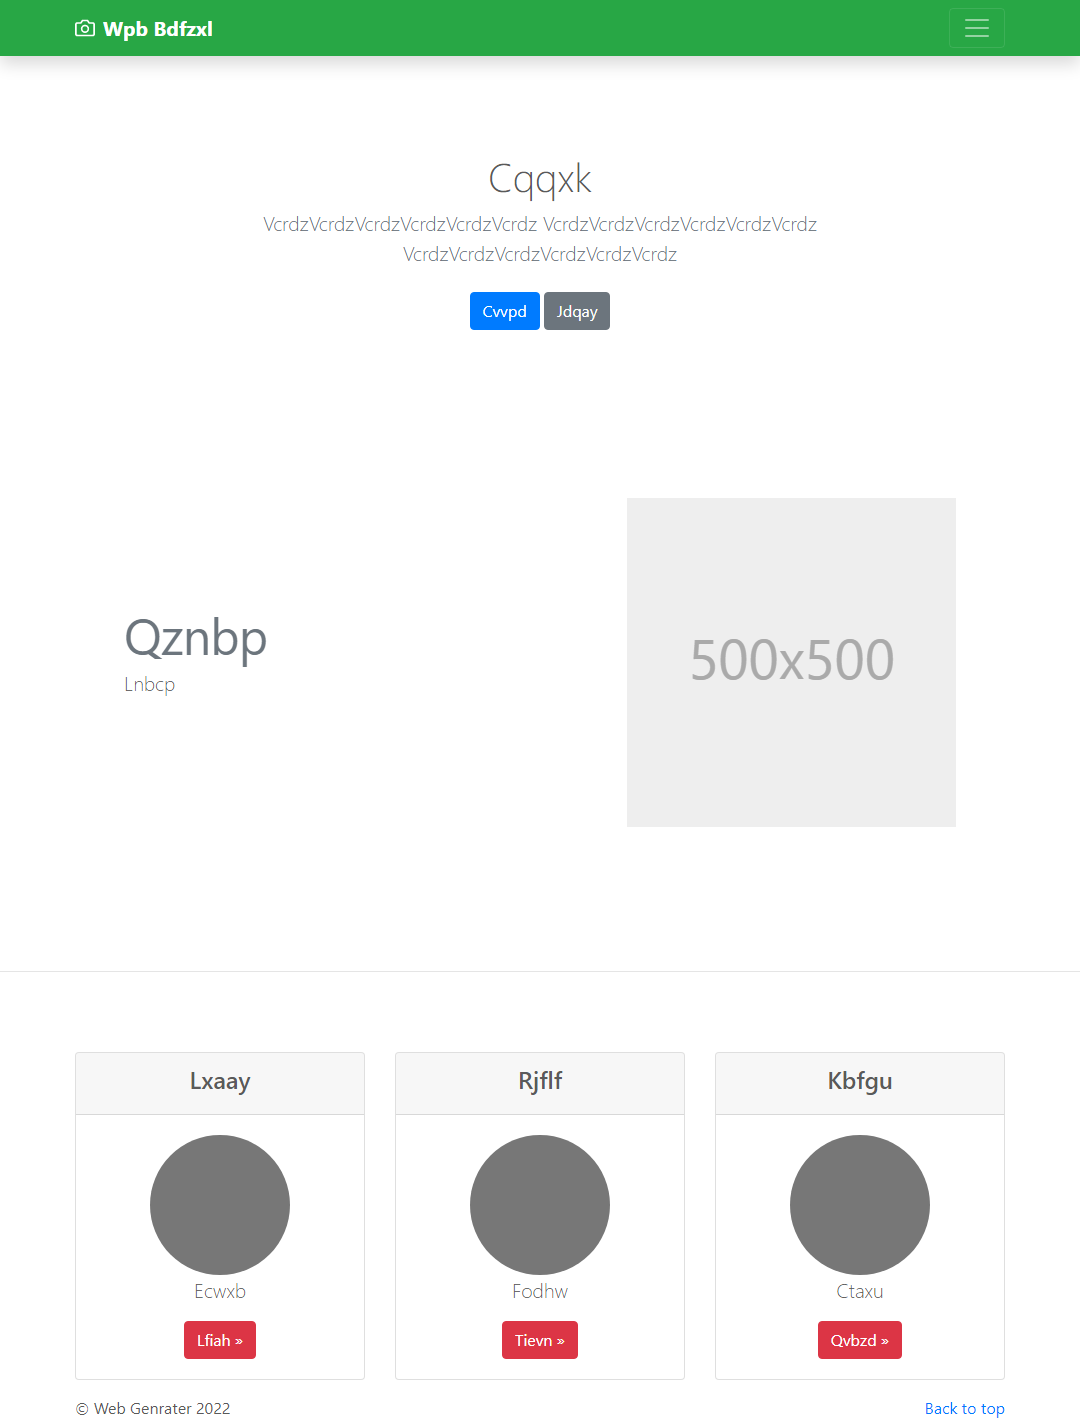 Wpb Bdfzxl
Cqqxk
VcrdzVcrdzVcrdzVcrdzVcrdzVcrdz VcrdzVcrdzVcrdzVcrdzVcrdzVcrdz
VcrdzVcrdzVcrdzVcrdzVcrdzVcrdz
Cvvpd Jdqay
Qznbp
Lnbcp
500x500
Lxaay
Ecwxb
Lfiah »
Rjflf
Fodhw
Tievn »
Kbfgu
Ctaxu
Qvbzd »
© Web Genrater 2022
Back to top